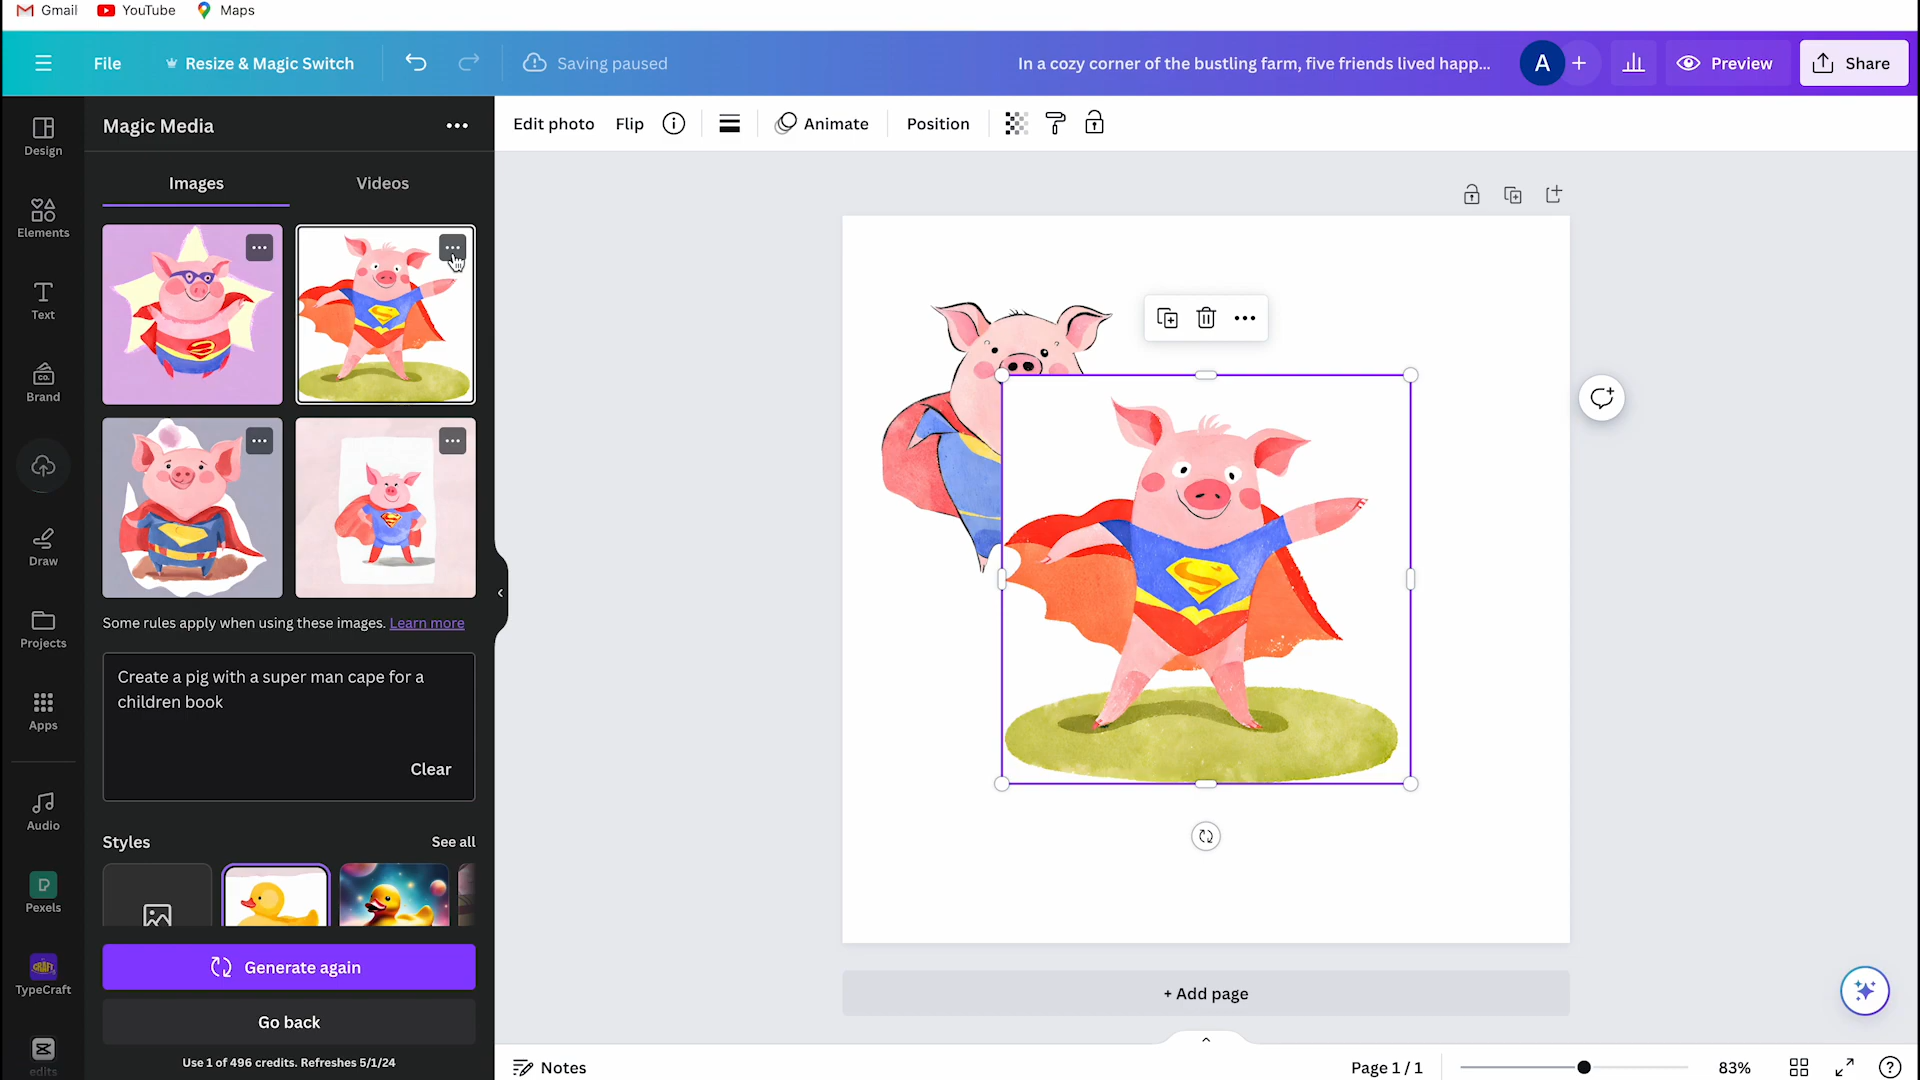 Gmail YouTube Maps
File Resize & Magic Switch Saving paused In a cozy corner of the bustling farm, five friends lived happ... A + Preview Share
Magic Media
Edit photo Flip Animate Position
Design
Elements
Text
CO.
Brand
Draw
Projects
Apps
Audio
Pexels
CRAFT
TypeCraft
edits
Images Videos
Some rules apply when using these images. Learn more
Create a pig with a super man cape for a
children book
Clear
Styles See all
Generate again
Go back
Use 1 of 496 credits. Refreshes 5/1/24
S
+ Add page
Notes
Page 1 / 1
83%